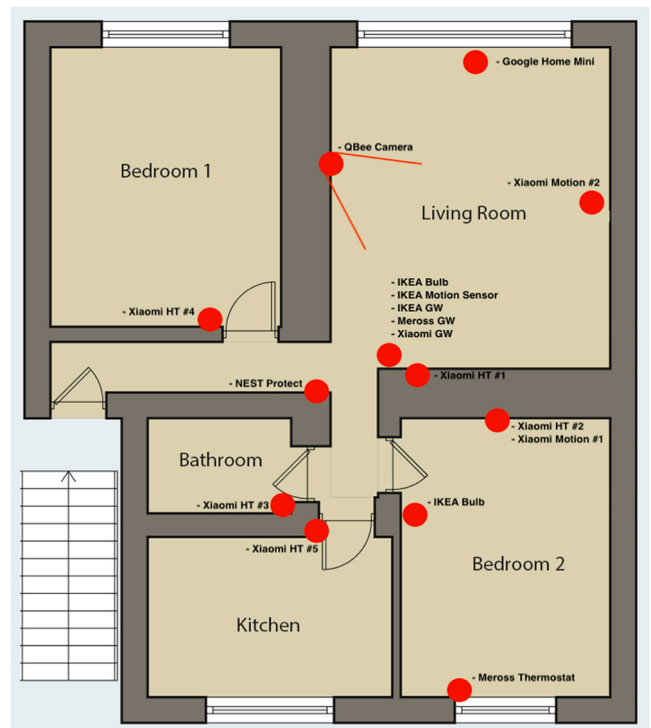 - Google Home Mini
- QBee Camera
Bedroom 1
- Xiaomi Motion #2
Living Room
- IKEA Bulb
- IKEA Motion Sensor
- IKEA GW
- Meross GW
- Xiaomi GW
- Xiaomi HT #4
- Xiaomi HT #1
- NEST Protect
- Xiaomi HT #2
- Xiaomi Motion #1
Bathroom
- Xiaomi HT #3
- IKEA Bulb
- Xiaomi HT #5
Bedroom 2
Kitchen
- Meross Thermostat